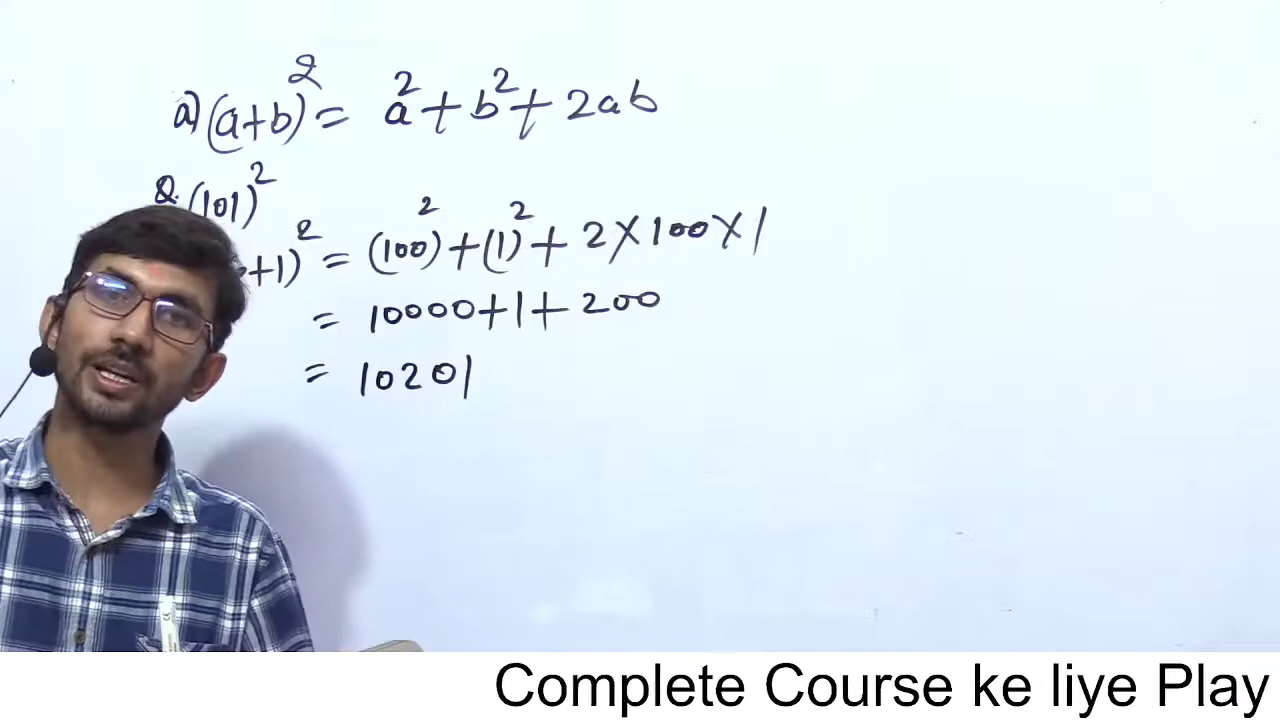 a) (a+b)² = a² + b² + 2ab
Q. (101)²
+1)² = (100)² + (1)² + 2×100×1
= 10000+1+200
= 10201
Complete Course ke liye Play